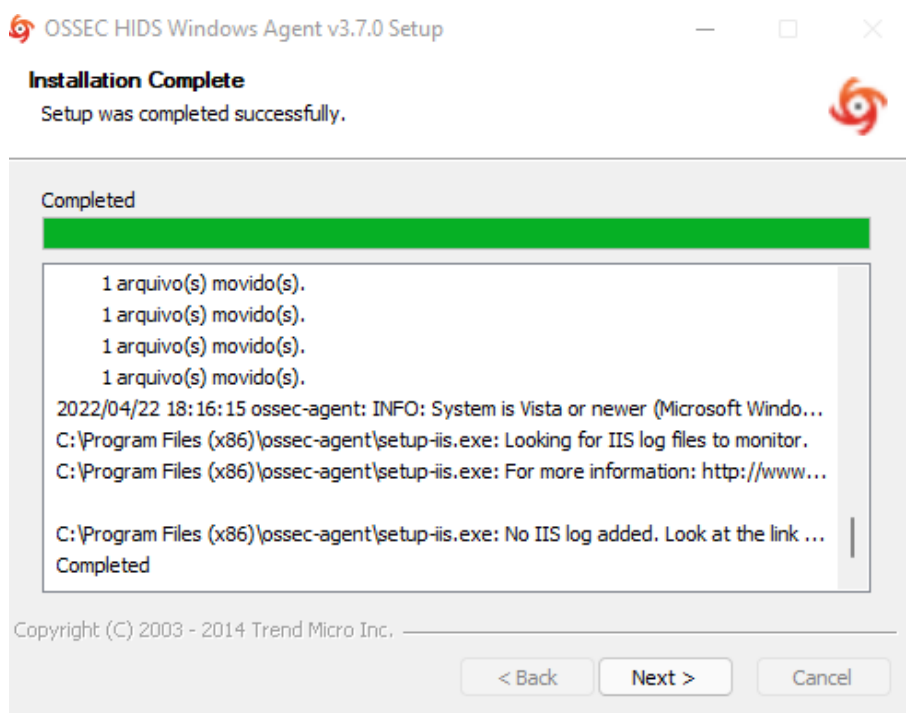 OSSEC HIDS Windows Agent v3.7.0 Setup
Installation Complete
Setup was completed successfully.
Completed
1 arquivo(s) movido(s).
1 arquivo(s) movido(s).
1 arquivo(s) movido(s).
1 arquivo(s) movido(s).
2022/04/22 18:16:15 ossec-agent: INFO: System is Vista or newer (Microsoft Windo...
C:\Program Files (x86)\ossec-agent\setup-iis.exe: Looking for IIS log files to monitor.
C:\Program Files (x86)\ossec-agent\setup-iis.exe: For more information: http://www...
C:\Program Files (x86)\ossec-agent\setup-iis.exe: No IIS log added. Look at the link ...
Completed
Copyright (C) 2003 - 2014 Trend Micro Inc.
< Back Next > Cancel